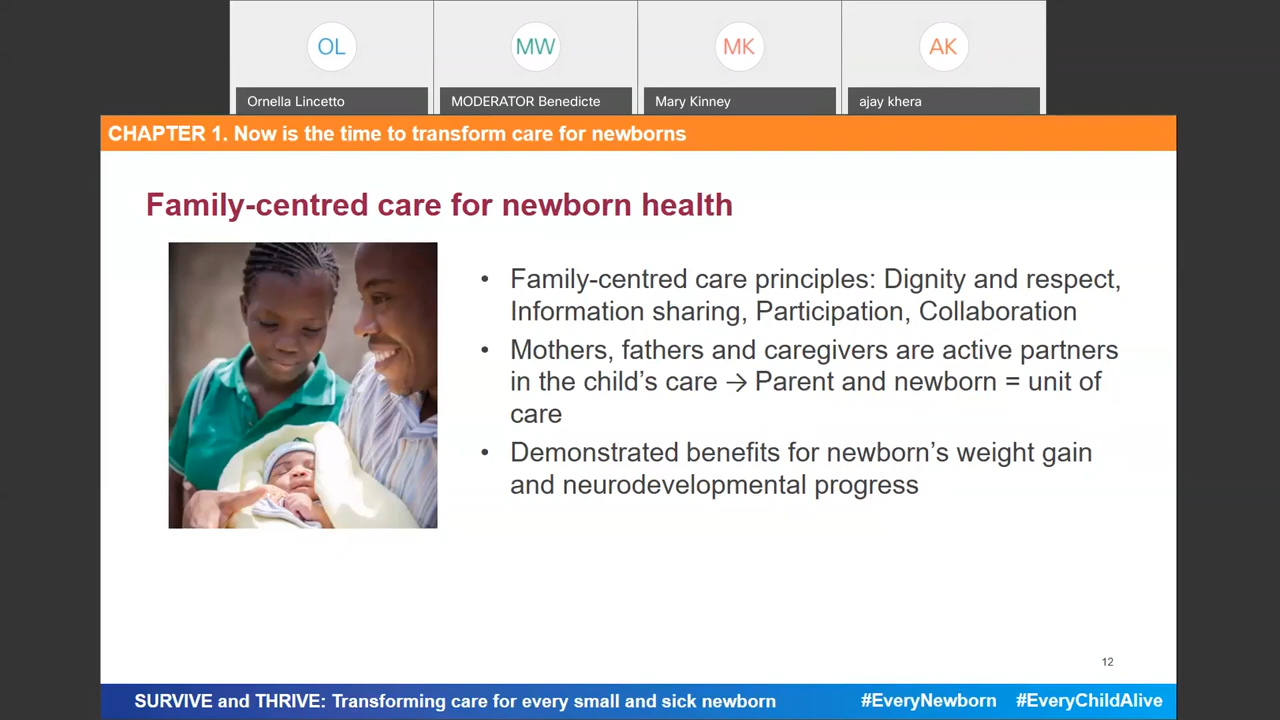 OL
MW
MK
AK
Ornella Lincetto
MODERATOR Benedicte
Mary Kinney
ajay khera
CHAPTER 1. Now is the time to transform care for newborns
Family-centred care for newborn health
• Family-centred care principles: Dignity and respect,
Information sharing, Participation, Collaboration
• Mothers, fathers and caregivers are active partners
in the child’s care → Parent and newborn = unit of
care
• Demonstrated benefits for newborn’s weight gain
and neurodevelopmental progress
12
SURVIVE and THRIVE: Transforming care for every small and sick newborn
#EveryNewborn #EveryChildAlive